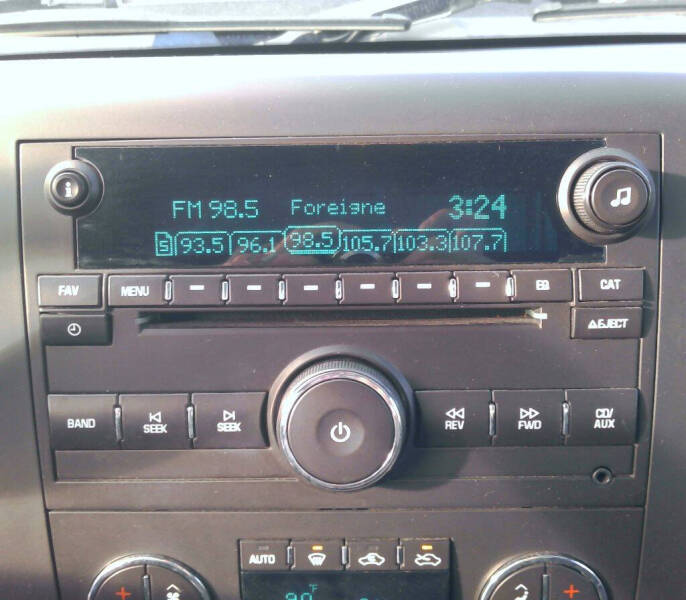 FM 98.5 Foreigne 3:24
S 93.5 96.1 98.5 105.7 103.3 107.7
FAV MENU EQ CAT
EJECT
BAND SEEK SEEK REV FWD CD/AUX
AUTO
°F